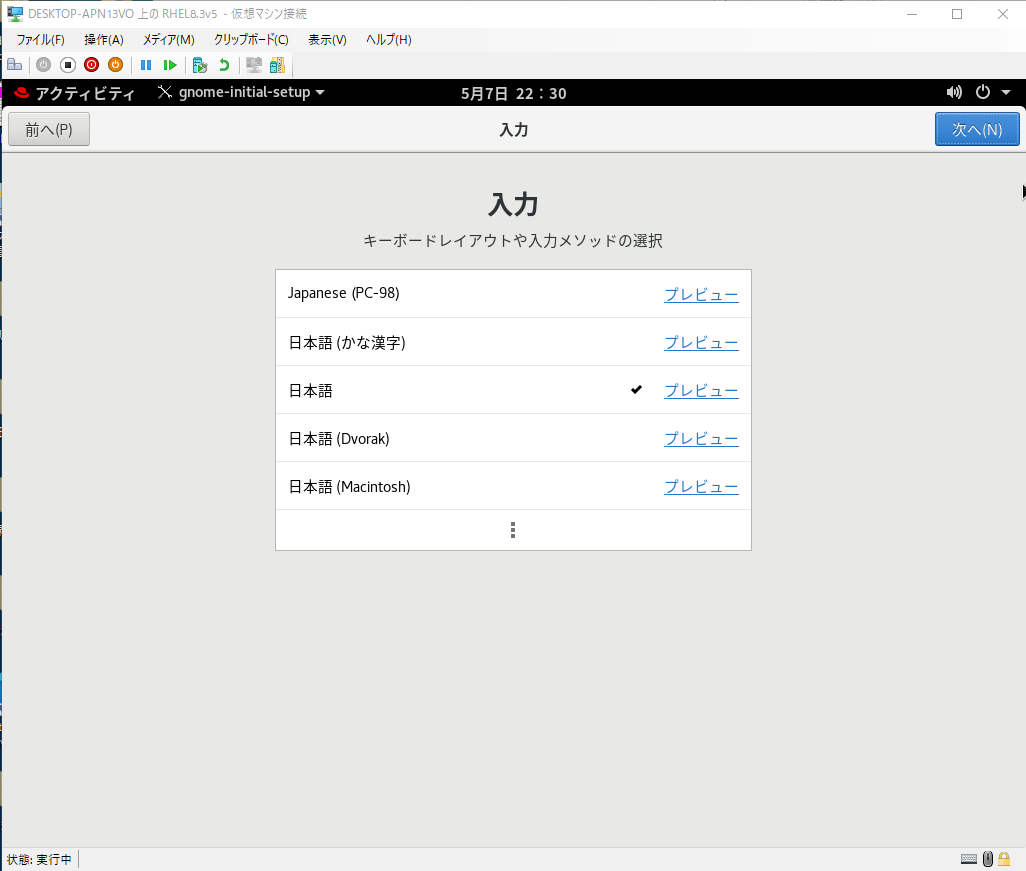 DESKTOP-APN13VO 上の RHEL8.3v5 - 仮想マシン接続
ファイル(F) 操作(A) メディア(M) クリップボード(C) 表示(V) ヘルプ(H)
アクティビティ gnome-initial-setup 5月7日 22：30
前へ(P) 入力 次へ(N)
入力
キーボードレイアウトや入力メソッドの選択
Japanese (PC-98) プレビュー
日本語 (かな漢字) プレビュー
日本語 プレビュー
日本語 (Dvorak) プレビュー
日本語 (Macintosh) プレビュー
状態: 実行中